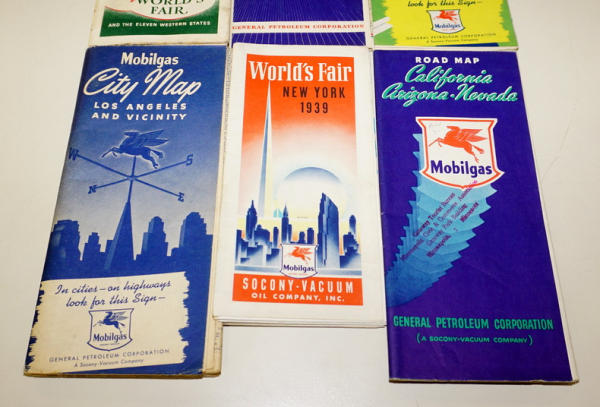 WORLD'S
FAIR
AND THE ELEVEN WESTERN STATES
GENERAL PETROLEUM CORPORATION
look for this Sign—
Mobilgas
GENERAL PETROLEUM CORPORATION
A Socony-Vacuum Company
Mobilgas
City Map
LOS ANGELES
AND VICINITY
W S
W E
In cities—on highways
look for this Sign—
Mobilgas
GENERAL PETROLEUM CORPORATION
A Socony-Vacuum Company
World's Fair
NEW YORK
1939
Mobilgas
SOCONY-VACUUM
OIL COMPANY, INC.
ROAD MAP
California
Arizona-Nevada
Mobilgas
GENERAL PETROLEUM CORPORATION
(A SOCONY-VACUUM COMPANY)